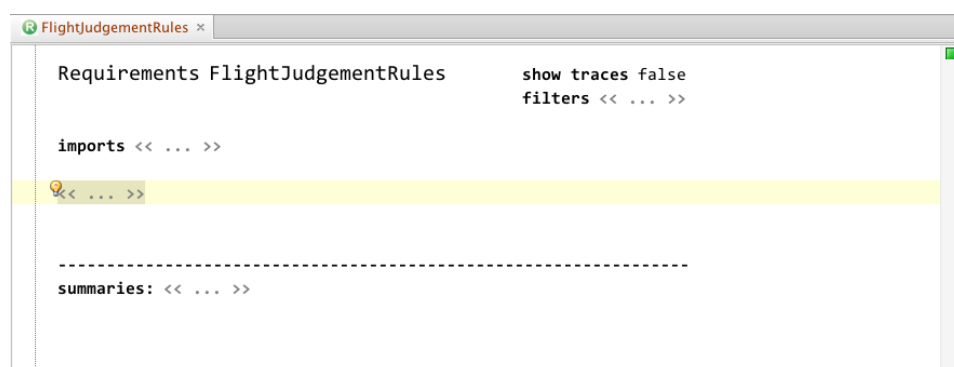 R FlightJudgementRules ×
Requirements FlightJudgementRules
show traces false
filters << ... >>
imports << ... >>
<< ... >>
-----------------------------------------------------------------
summaries: << ... >>